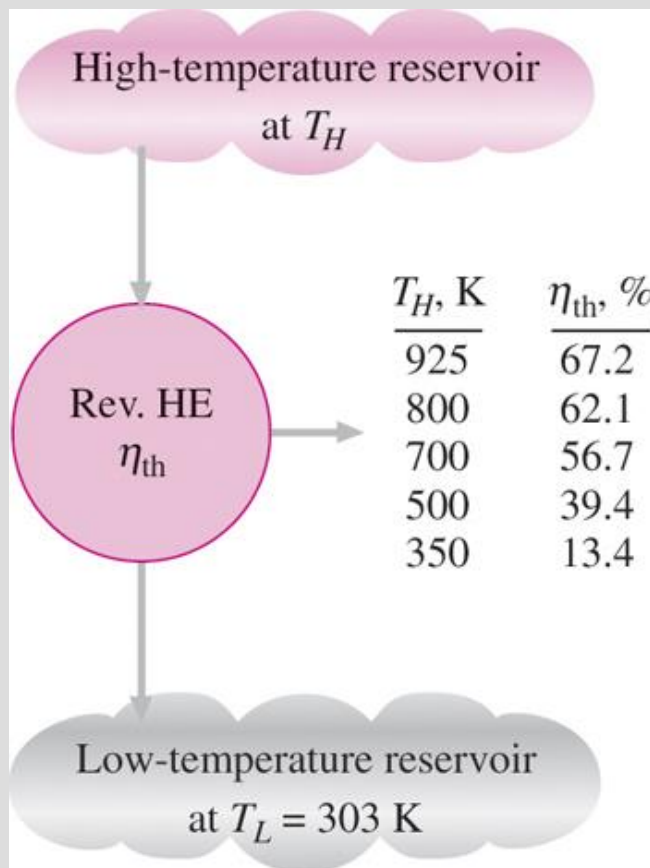 High-temperature reservoir
at T_H
T_H, K η_th, %
925 67.2
Rev. HE 800 62.1
η_th 700 56.7
500 39.4
350 13.4
Low-temperature reservoir
at T_L = 303 K